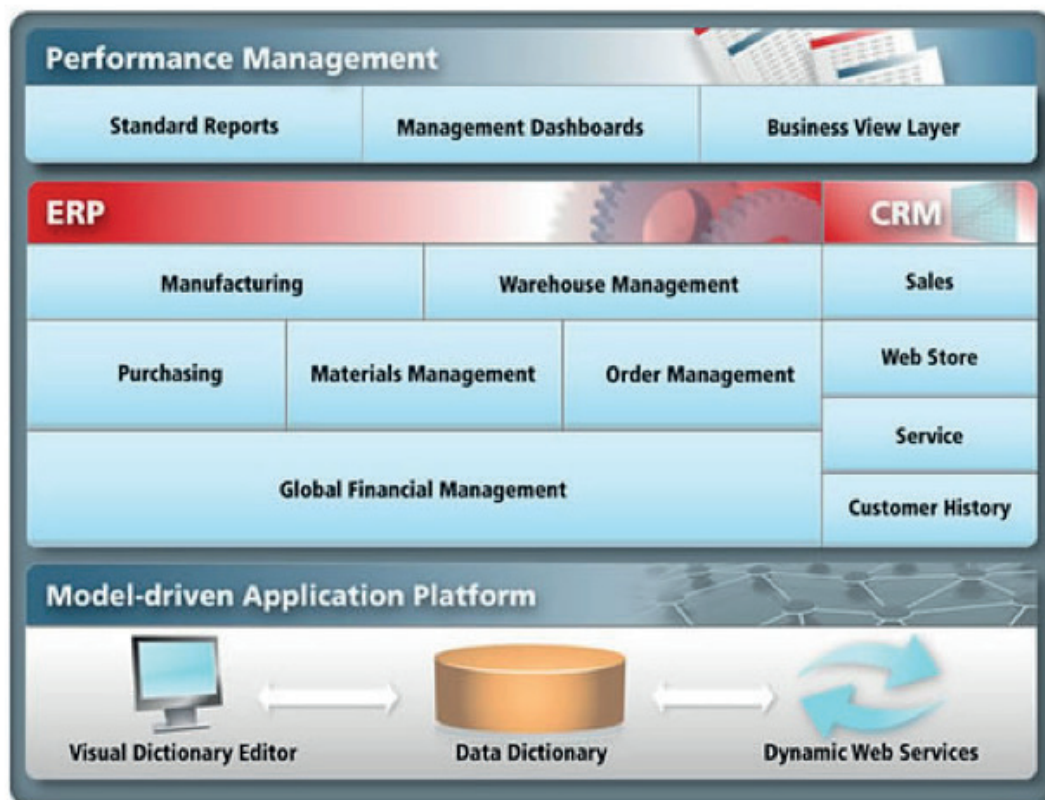 Performance Management
Standard Reports
Management Dashboards
Business View Layer
ERP
CRM
Manufacturing
Warehouse Management
Sales
Purchasing
Materials Management
Order Management
Web Store
Service
Global Financial Management
Customer History
Model-driven Application Platform
Visual Dictionary Editor
Data Dictionary
Dynamic Web Services